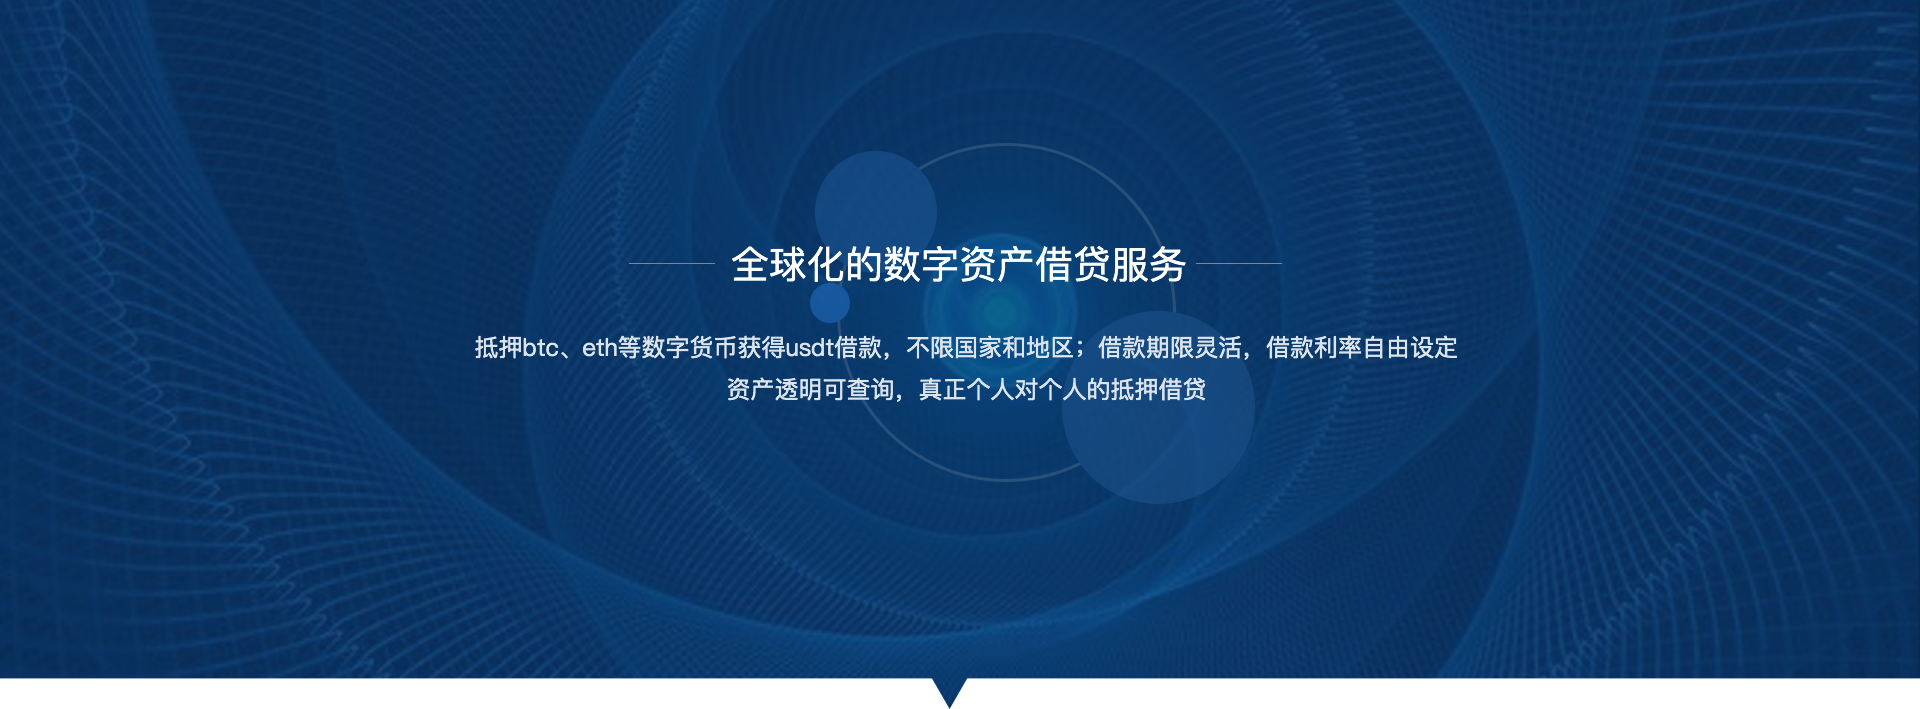 全球化的数字资产借贷服务
抵押btc、eth等数字货币获得usdt借款，不限国家和地区；借款期限灵活，借款利率自由设定
资产透明可查询，真正个人对个人的抵押借贷